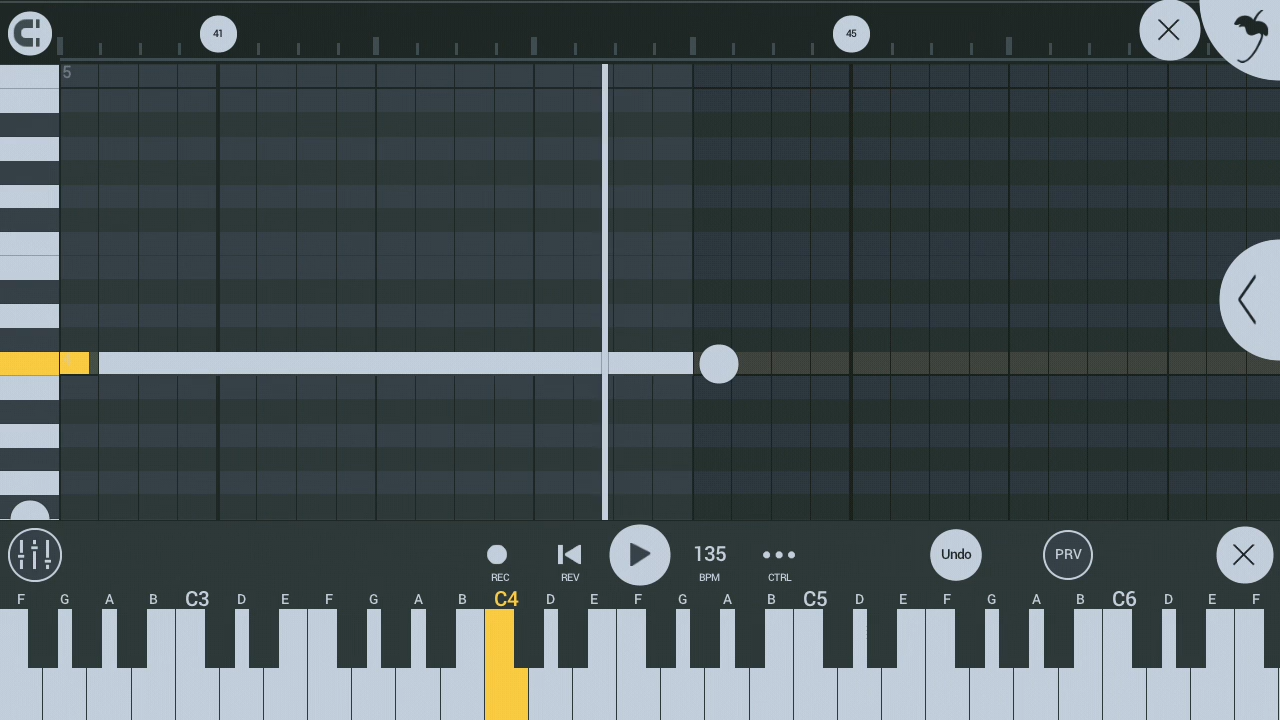 41 45
5
135
REC REV BPM CTRL
Undo PRV
F G A B C3 D E F G A B C4 D E F G A B C5 D E F G A B C6 D E F